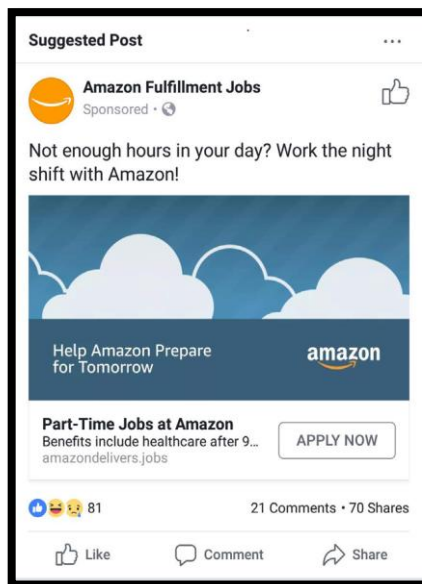 Suggested Post
...
Amazon Fulfillment Jobs
Sponsored ·
Not enough hours in your day? Work the night
shift with Amazon!
Help Amazon Prepare
for Tomorrow
amazon
Part-Time Jobs at Amazon
Benefits include healthcare after 9...
amazondelivers.jobs
APPLY NOW
81
21 Comments • 70 Shares
Like
Comment
Share